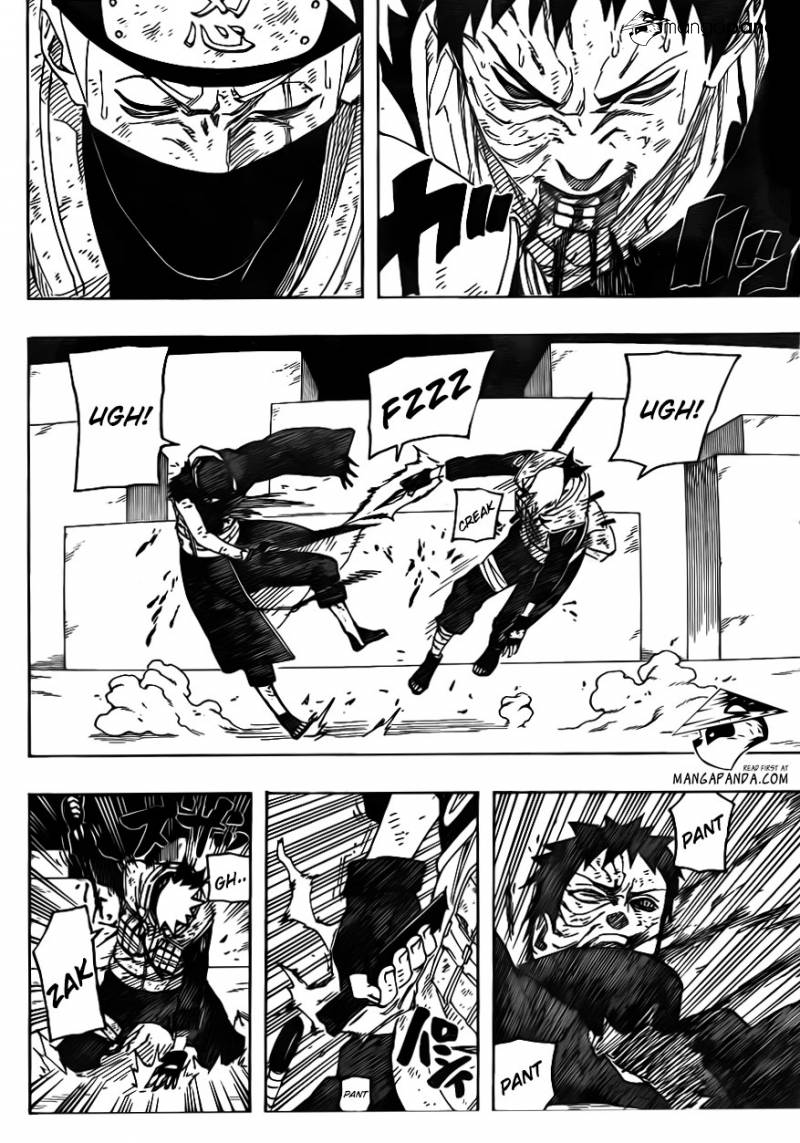 UGH!
FZZZ
CREAK
UGH!
READ FIRST AT
MANGAPANDA.COM
PANT
PANT
PANT
GH..
ZAK